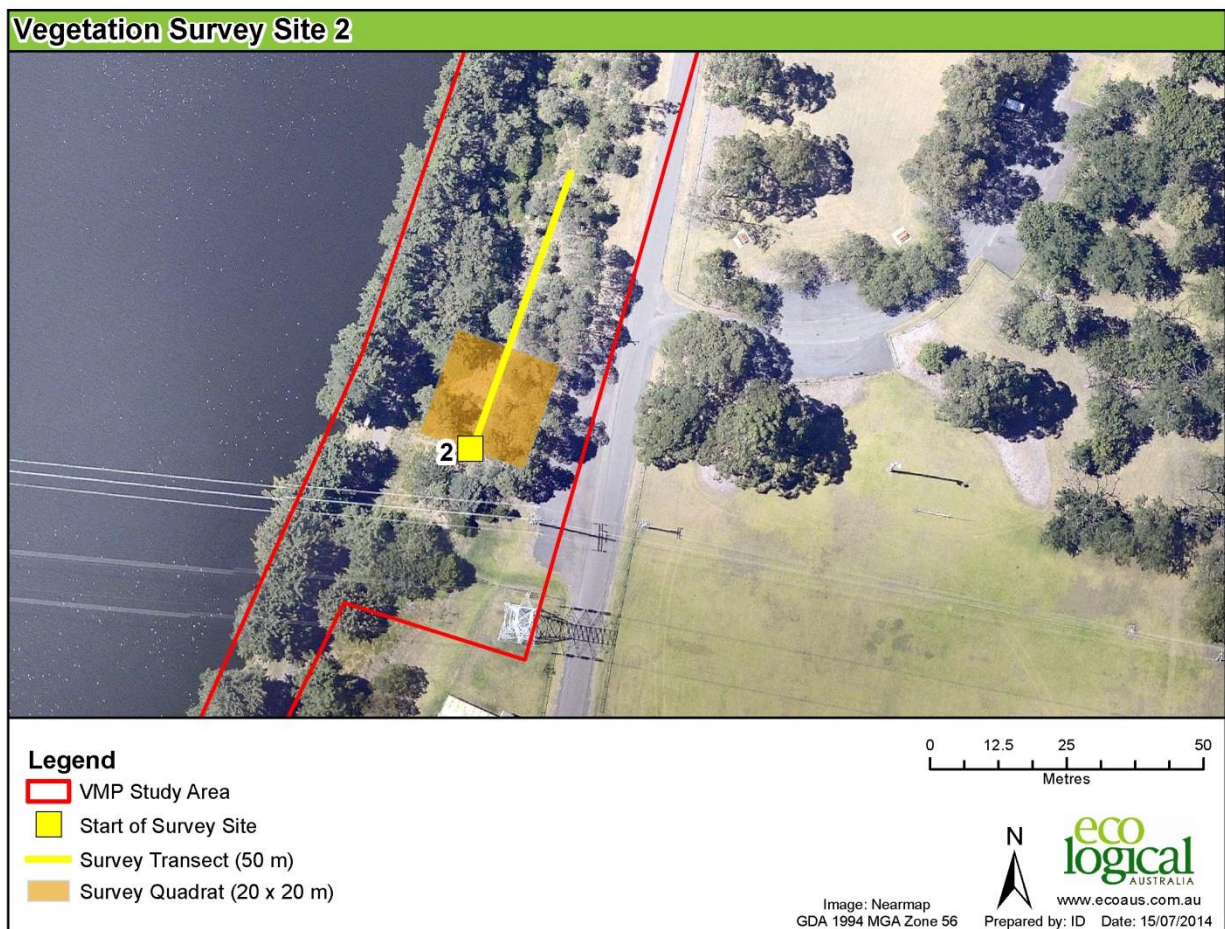 Vegetation Survey Site 2
2
Legend
VMP Study Area
Start of Survey Site
Survey Transect (50 m)
Survey Quadrat (20 x 20 m)
0 12.5 25 50
Metres
N
eco
logical
AUSTRALIA
www.ecoaus.com.au
Image: Nearmap
GDA 1994 MGA Zone 56
Prepared by: ID Date: 15/07/2014